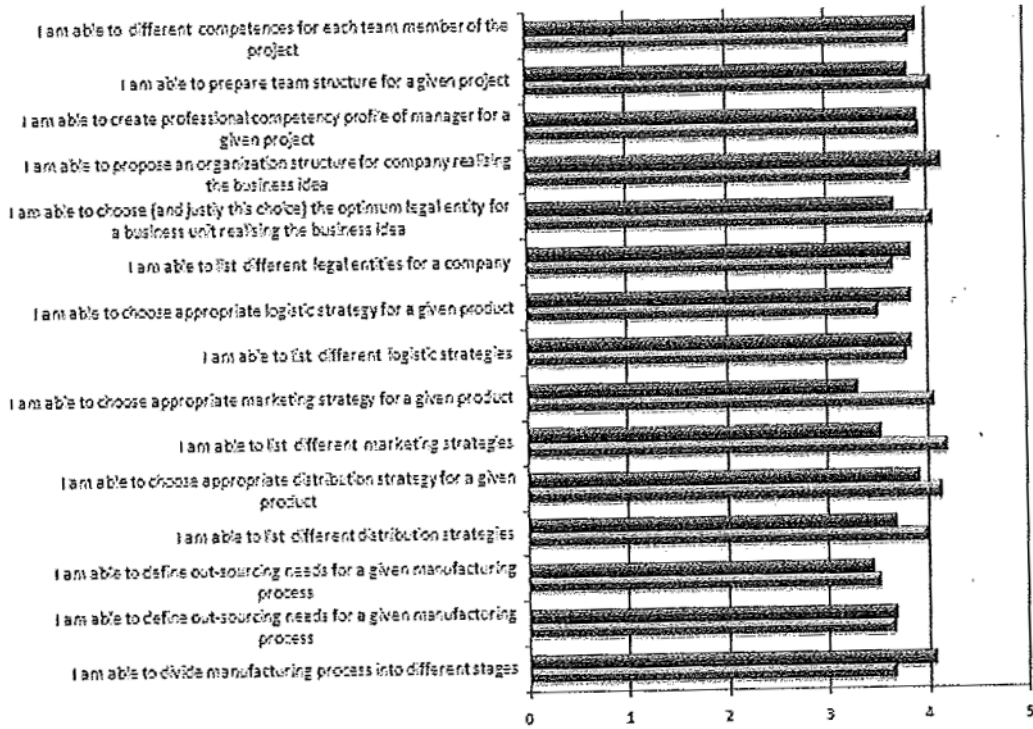 I am able to different competences for each team member of the
project
I am able to prepare team structure for a given project
I am able to create professional competency profile of manager for a
given project
I am able to propose an organization structure for company realising
the business idea
I am able to choose (and justly this choice) the optimum legal entity for
a business unit realising the business idea
I am able to list different legal entities for a company
I am able to choose appropriate logistic strategy for a given product
I am able to list different logistic strategies
I am able to choose appropriate marketing strategy for a given product
I am able to list different marketing strategies
I am able to choose appropriate distribution strategy for a given
product
I am able to list different distribution strategies
I am able to define out-sourcing needs for a given manufacturing
process
I am able to define out-sourcing needs for a given manufacturing
process
I am able to divide manufacturing process into different stages
0 1 2 3 4 5